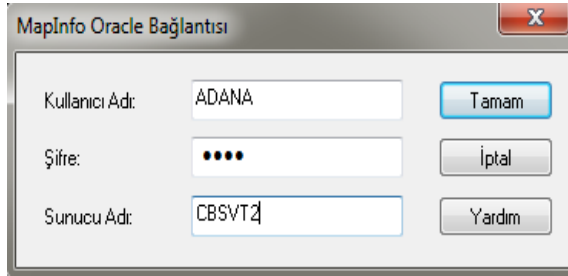 MapInfo Oracle Bağlantısı
Kullanıcı Adı: ADANA Tamam
Şifre: •••• İptal
Sunucu Adı: CBSVT2 Yardım